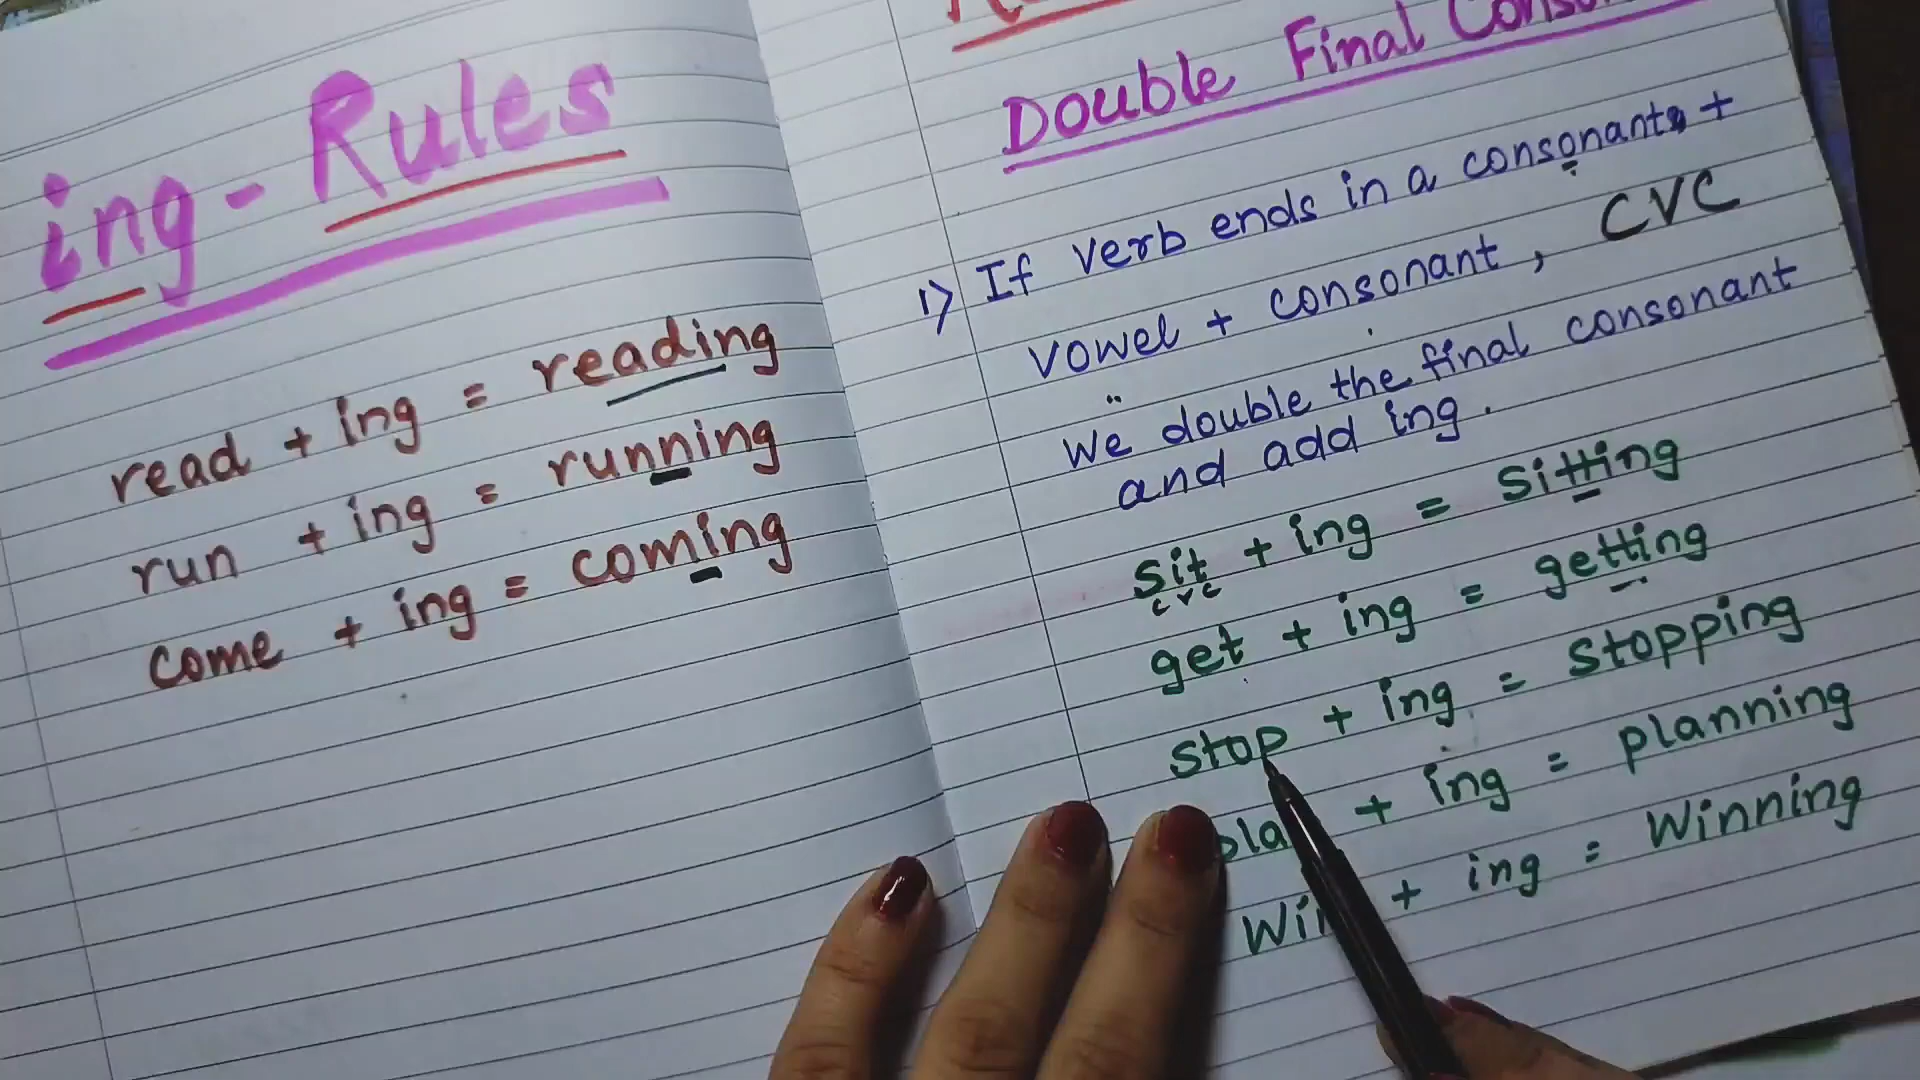 ing - Rules
read + ing = reading
run + ing = running
come + ing = coming
Double Final
1) If verb ends in a consonant +
vowel + consonant, CVC
we double the final consonant
and add ing.
sit + ing = sitting
cvc
get + ing = getting
stop + ing = stopping
+ ing = planning
+ ing = winning